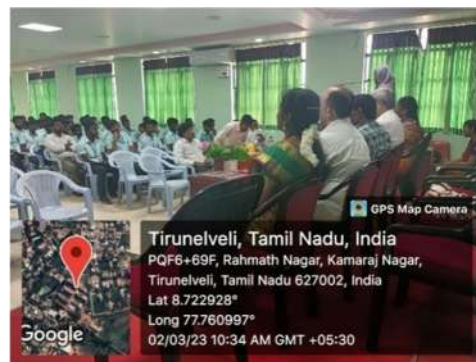 GPS Map Camera
Tirunelveli, Tamil Nadu, India
PQF6+69F, Rahmath Nagar, Kamaraj Nagar,
Tirunelveli, Tamil Nadu 627002, India
Lat 8.722928°
Long 77.760997°
02/03/23 10:34 AM GMT +05:30
Google